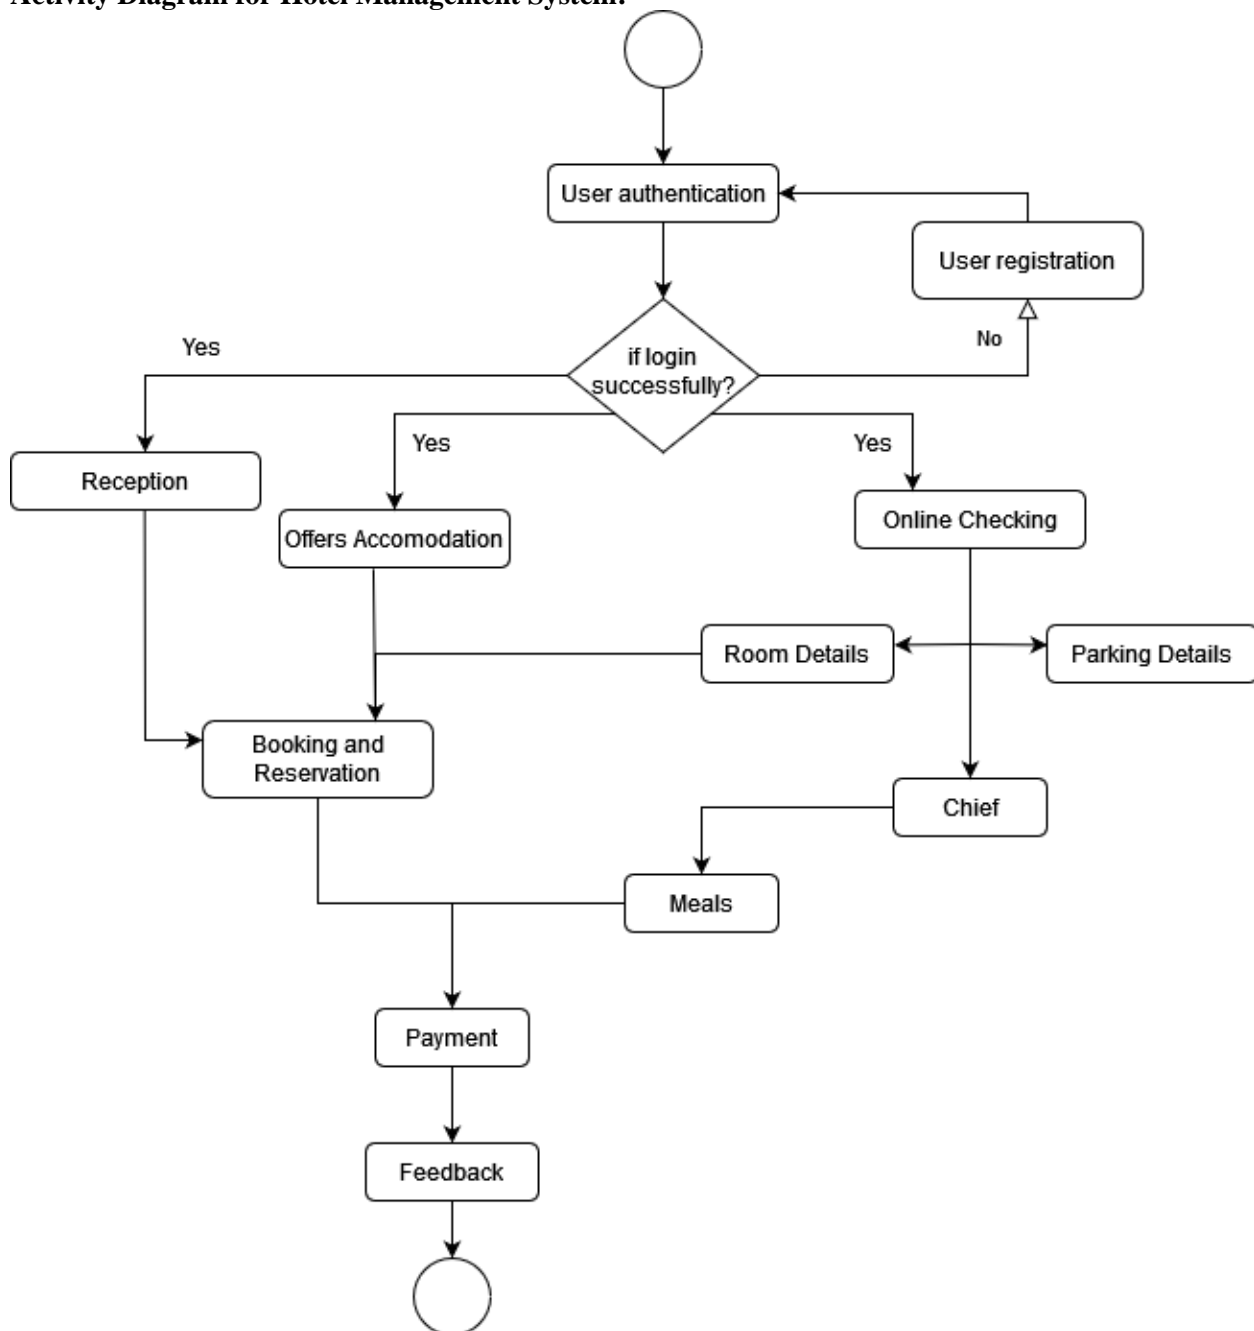 Activity Diagram for Hotel Management System:
User authentication
User registration
No
if login
successfully?
Yes
Yes
Yes
Reception
Offers Accomodation
Online Checking
Room Details
Parking Details
Booking and
Reservation
Chief
Meals
Payment
Feedback